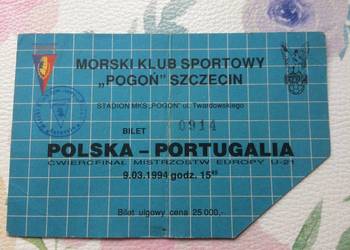 MORSKI KLUB SPORTOWY
„POGOŃ” SZCZECIN
STADION MKS „POGOŃ” ul. Twardowskiego
BILET 0914
POLSKA – PORTUGALIA
ĆWIERĆFINAŁ MISTRZOSTW EUROPY U-21
9.03.1994 godz. 15
Bilet ulgowy cena 25 000,-